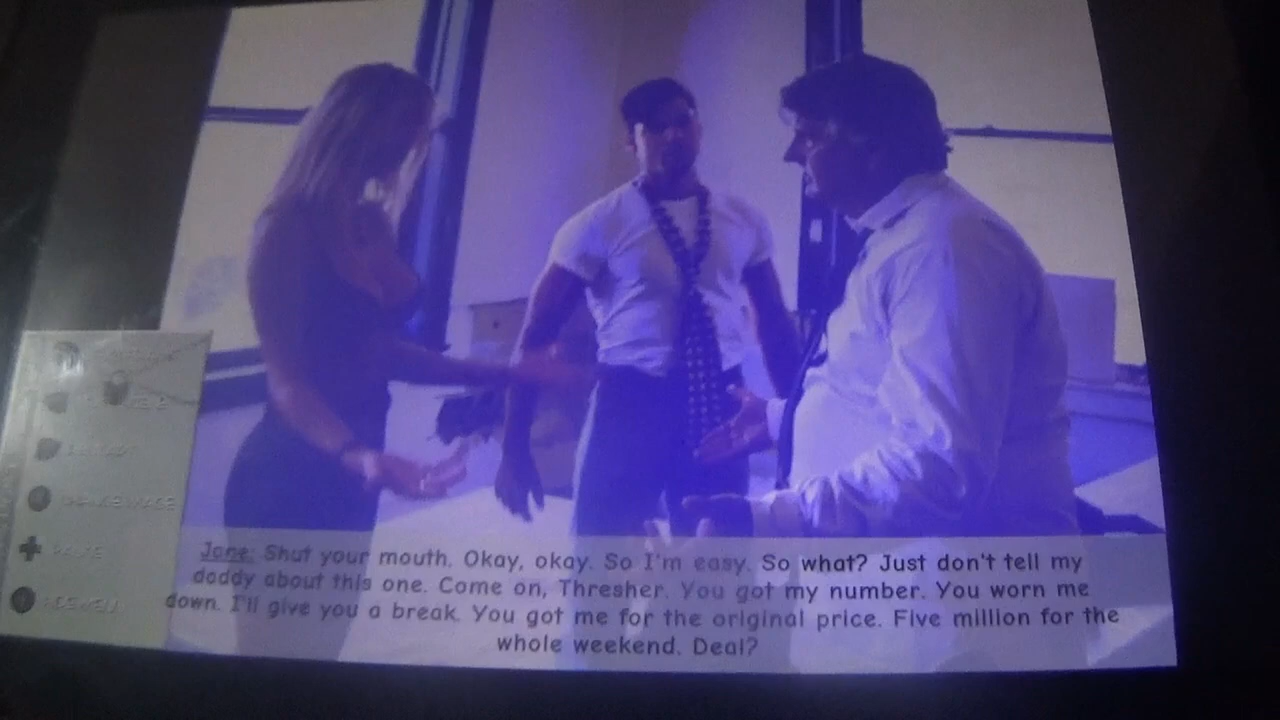 Jane: Shut your mouth. Okay, okay. So I'm easy. So what? Just don't tell my
daddy about this one. Come on, Thresher. You got my number. You worn me
down. I'll give you a break. You got me for the original price. Five million for the
whole weekend. Deal?